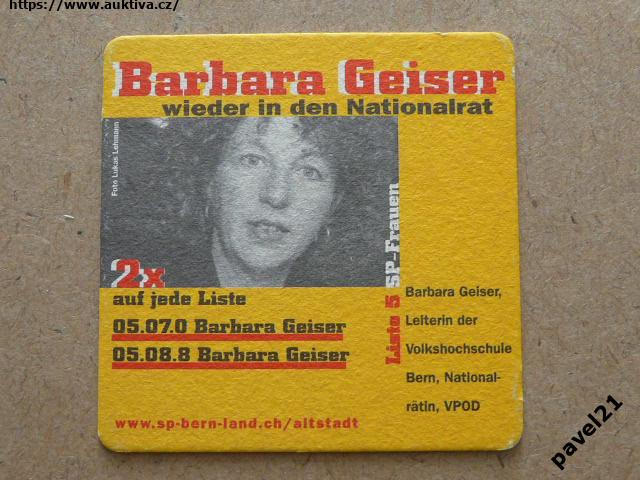 https://www.auktiva.cz/
Barbara Geiser
wieder in den Nationalrat
Foto Lukas Lehmann
2x
auf jede Liste
05.07.0 Barbara Geiser
05.08.8 Barbara Geiser
Liste 5 SP-Frauen
Barbara Geiser,
Leiterin der
Volkshochschule
Bern, National-
rätin, VPOD
www.sp-bern-land.ch/altstadt
pavel21